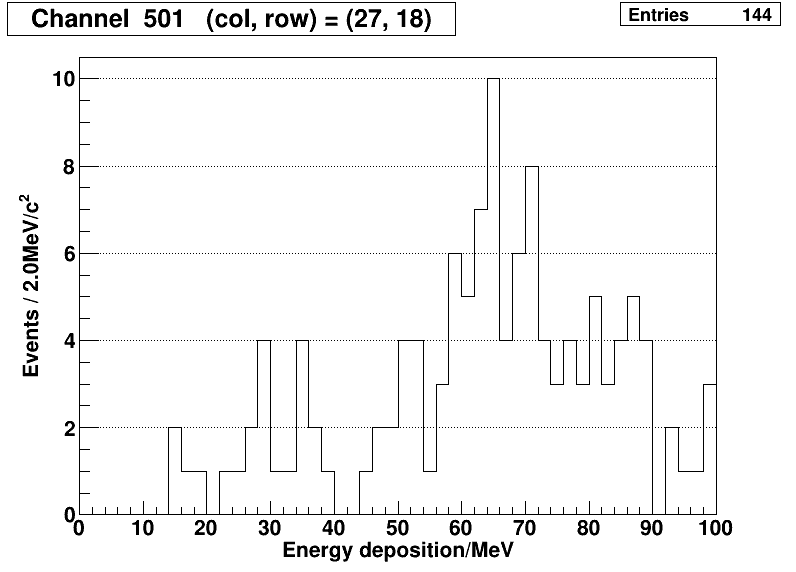 Channel 501 (col, row) = (27, 18)
Entries 144
10
8
6
4
2
0
Events / 2.0MeV/c²
0 10 20 30 40 50 60 70 80 90 100
Energy deposition/MeV